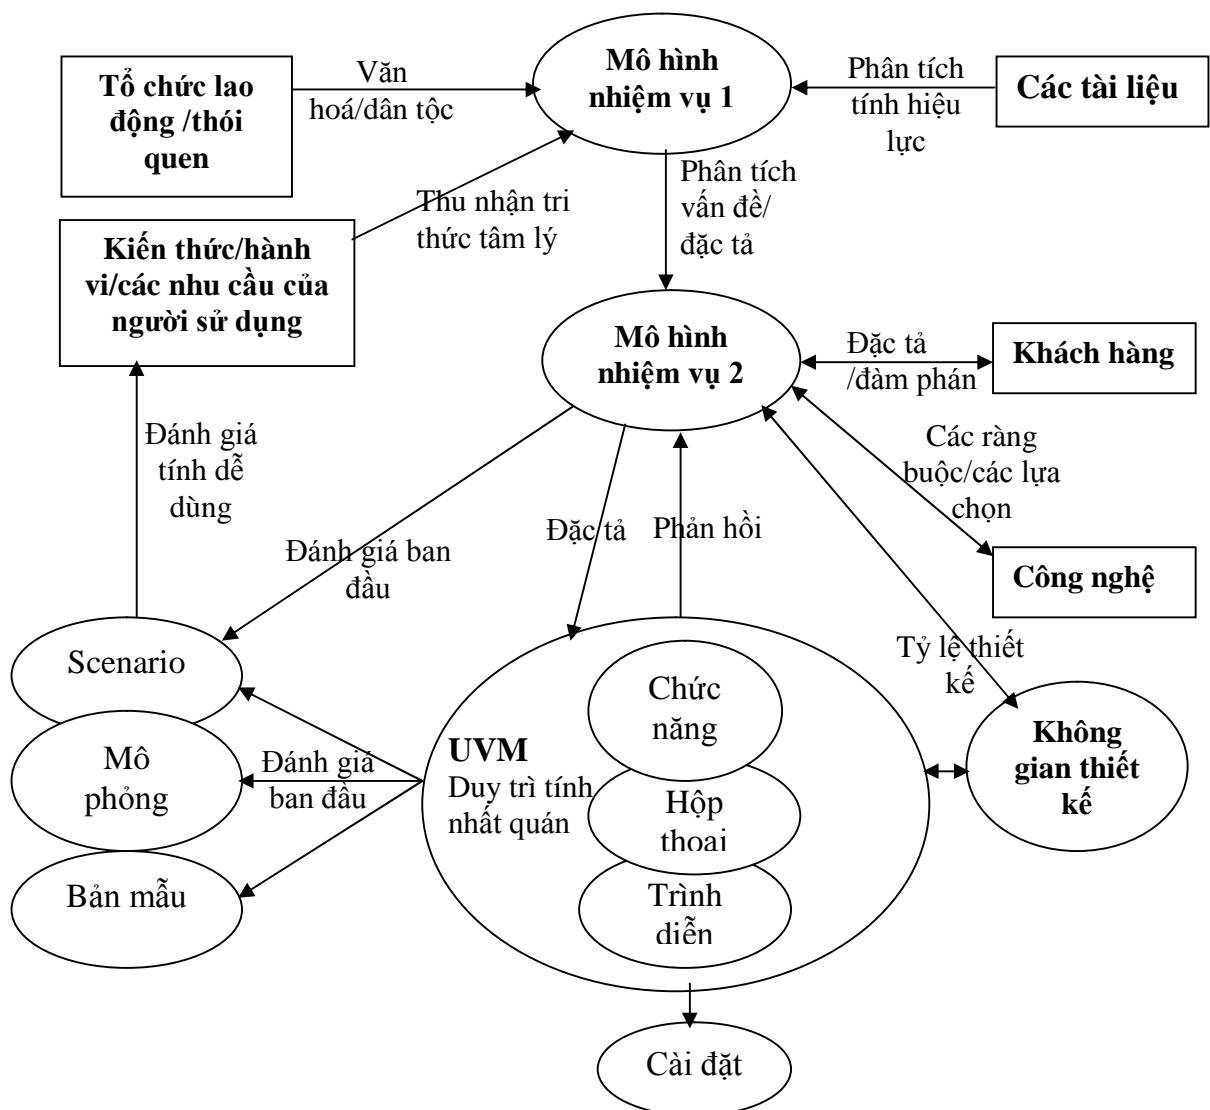 Tổ chức lao
động /thói
quen
Văn
hoá/dân tộc
Mô hình
nhiệm vụ 1
Phân tích
tính hiệu
lực
Các tài liệu
Thu nhận tri
thức tâm lý
Phân tích
vấn đề/
đặc tả
Kiến thức/hành
vi/các nhu cầu của
người sử dụng
Mô hình
nhiệm vụ 2
Đặc tả
/đàm phán
Khách hàng
Đánh giá
tính dễ
dùng
Các ràng
buộc/các lựa
chọn
Đánh giá ban
đầu
Đặc tả
Phản hồi
Công nghệ
Tỷ lệ thiết
kế
Scenario
Mô
phỏng
Bản mẫu
Đánh giá
ban đầu
UVM
Duy trì tính
nhất quán
Chức
năng
Hộp
thoại
Trình
diễn
Không
gian thiết
kế
Cài đặt